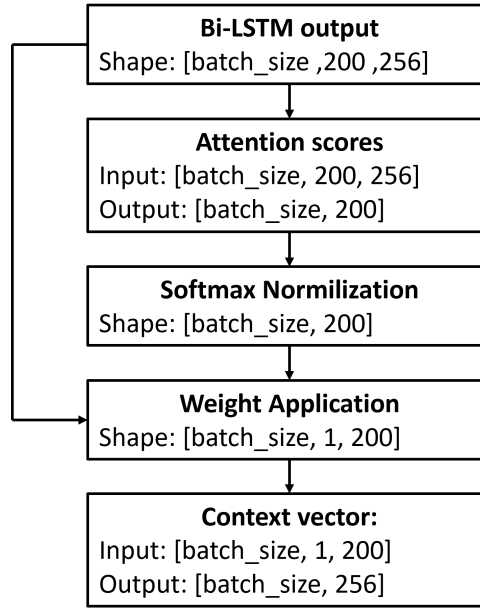 Bi-LSTM output
Shape: [batch_size ,200 ,256]
Attention scores
Input: [batch_size, 200, 256]
Output: [batch_size, 200]
Softmax Normilization
Shape: [batch_size, 200]
Weight Application
Shape: [batch_size, 1, 200]
Context vector:
Input: [batch_size, 1, 200]
Output: [batch_size, 256]